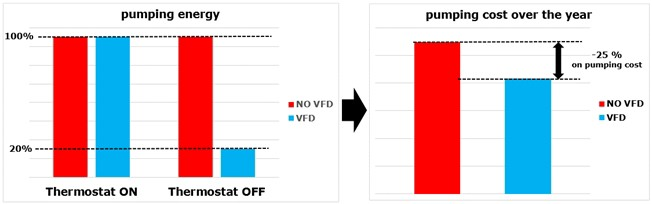 pumping energy
100%
20%
Thermostat ON
Thermostat OFF
NO VFD
VFD
pumping cost over the year
-25 %
on pumping cost
NO VFD
VFD